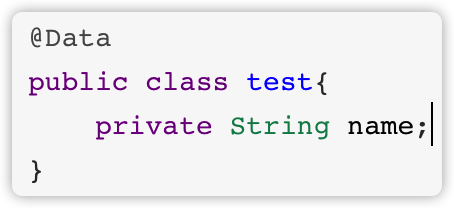 @Data
public class test{
    private String name;
}